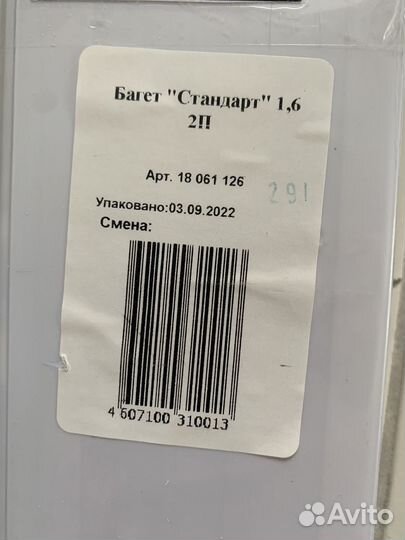 Багет "Стандарт" 1,6
2П
Арт. 18 061 126
291
Упаковано:03.09.2022
Смена:
4 607100 310013
Avito